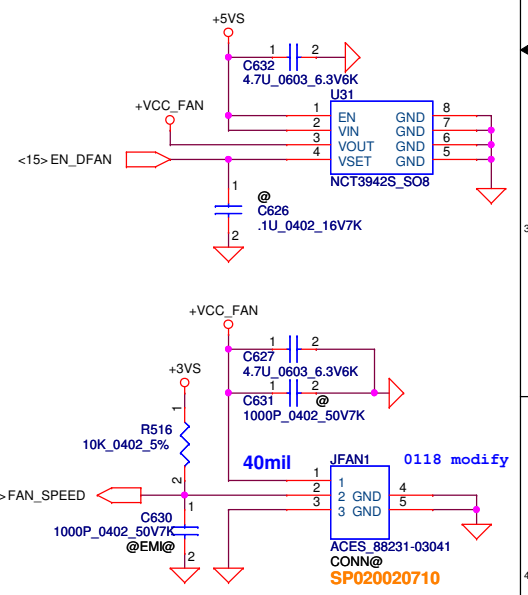 +5VS
1 2
C632
4.7U_0603_6.3V6K
U31
+VCC_FAN
1 EN GND 8
2 VIN GND 7
3 VOUT GND 6
4 VSET GND 5
<15> EN_DFAN
NCT3942S_SO8
1
@
C626
.1U_0402_16V7K
2
3
+VCC_FAN
1 2
C627
4.7U_0603_6.3V6K
+3VS
1 2
C631 @
1000P_0402_50V7K
1
R516
10K_0402_5%
2
40mil
JFAN1
0118 modify
1 1
2 2 GND 4
3 3 GND 5
>FAN_SPEED
1
C630
1000P_0402_50V7K
@EMI@
2
ACES_88231-03041
CONN@
SP020020710
4